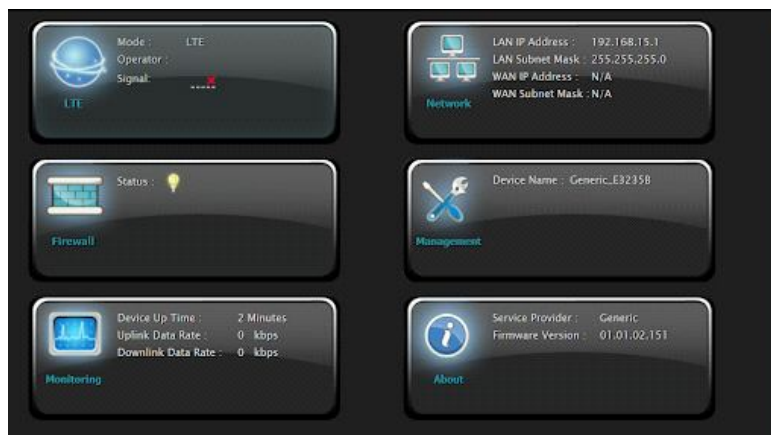 Mode : LTE
Operator :
Signal:
LTE
LAN IP Address : 192.168.15.1
LAN Subnet Mask : 255.255.255.0
WAN IP Address : N/A
WAN Subnet Mask : N/A
Network
Status :
Firewall
Device Name : Generic_E3235B
Management
Device Up Time : 2 Minutes
Uplink Data Rate : 0 kbps
Downlink Data Rate : 0 kbps
Monitoring
Service Provider : Generic
Firmware Version : 01.01.02.151
About